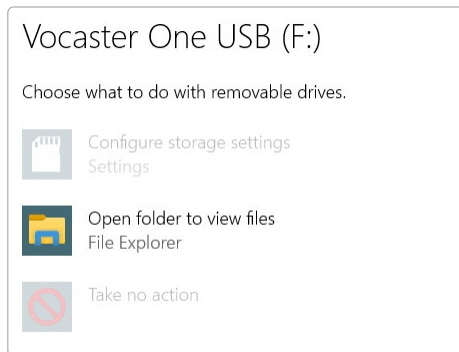 Vocaster One USB (F:)
Choose what to do with removable drives.
Configure storage settings
Settings
Open folder to view files
File Explorer
Take no action